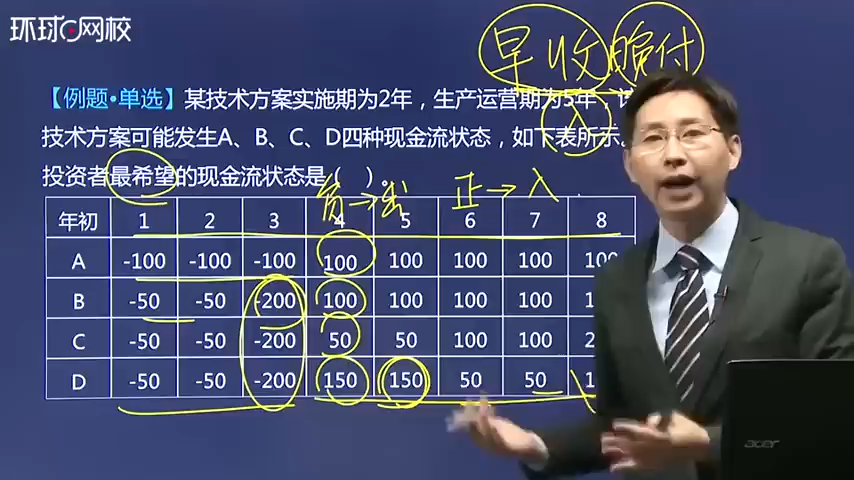 环球网校
早收晚付
【例题•单选】某技术方案实施期为2年，生产运营期为5年，该
入
技术方案可能发生A、B、C、D四种现金流状态，如下表所示。
投资者最希望的现金流状态是（ ）。
负→出 正→入
年初 1 2 3 4 5 6 7 8
A -100 -100 -100 100 100 100 100 100
B -50 -50 -200 100 100 100 100
C -50 -50 -200 50 50 100 100
D -50 -50 -200 150 150 50 50
acer